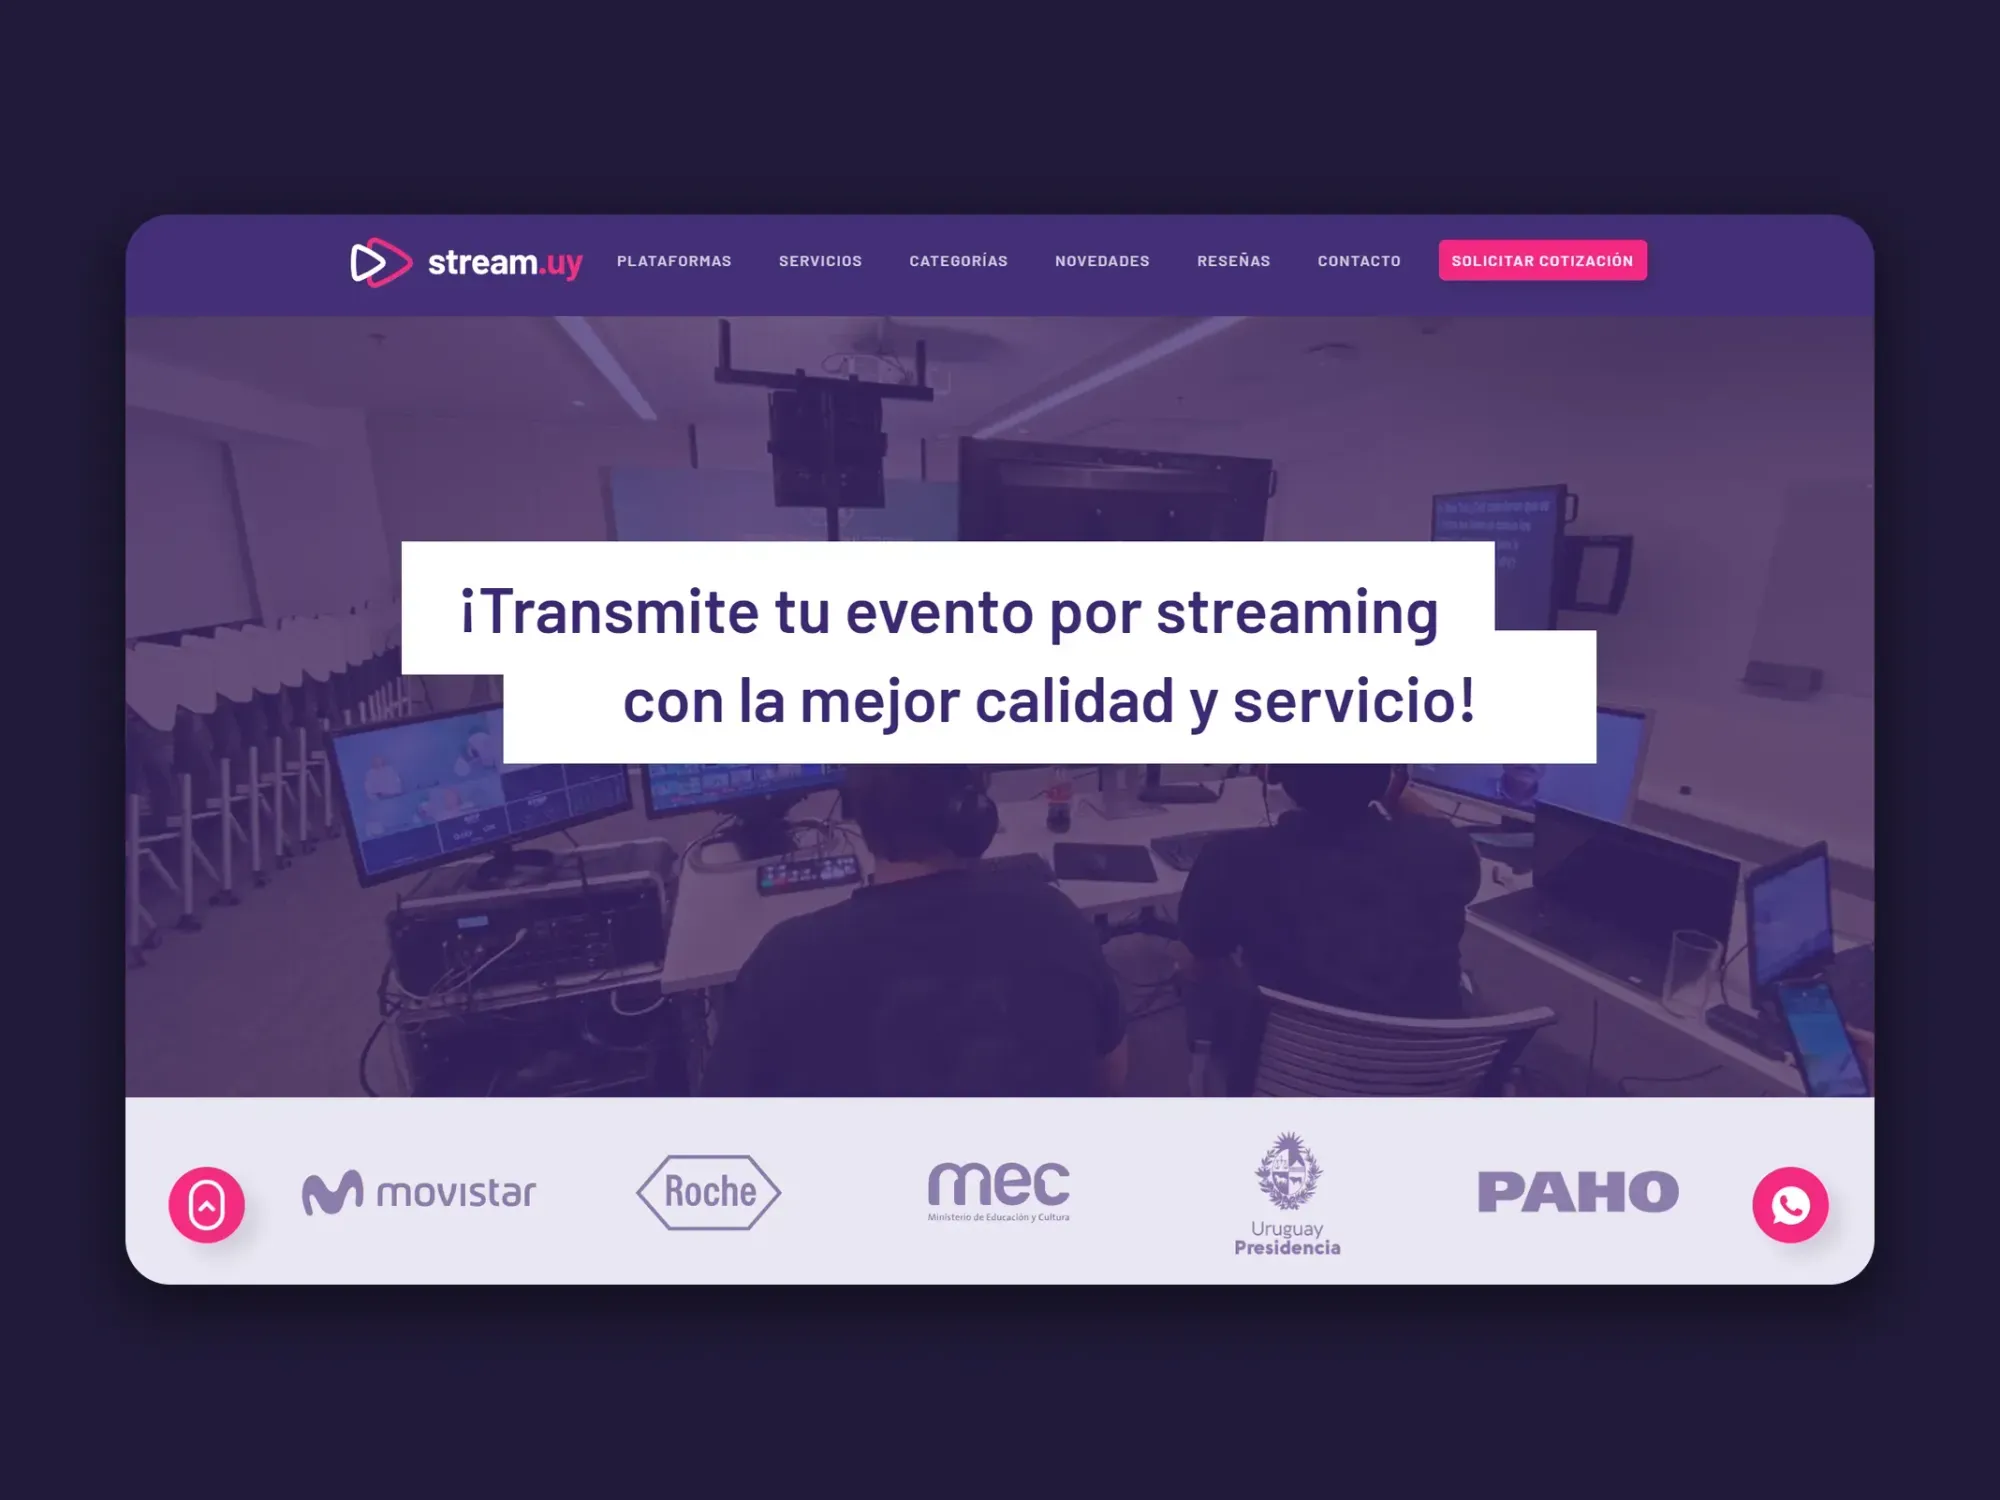 stream.uy
PLATAFORMAS
SERVICIOS
CATEGORÍAS
NOVEDADES
RESEÑAS
CONTACTO
SOLICITAR COTIZACIÓN
¡Transmite tu evento por streaming
con la mejor calidad y servicio!
movistar
Roche
mec
Ministerio de Educación y Cultura
Uruguay
Presidencia
PAHO